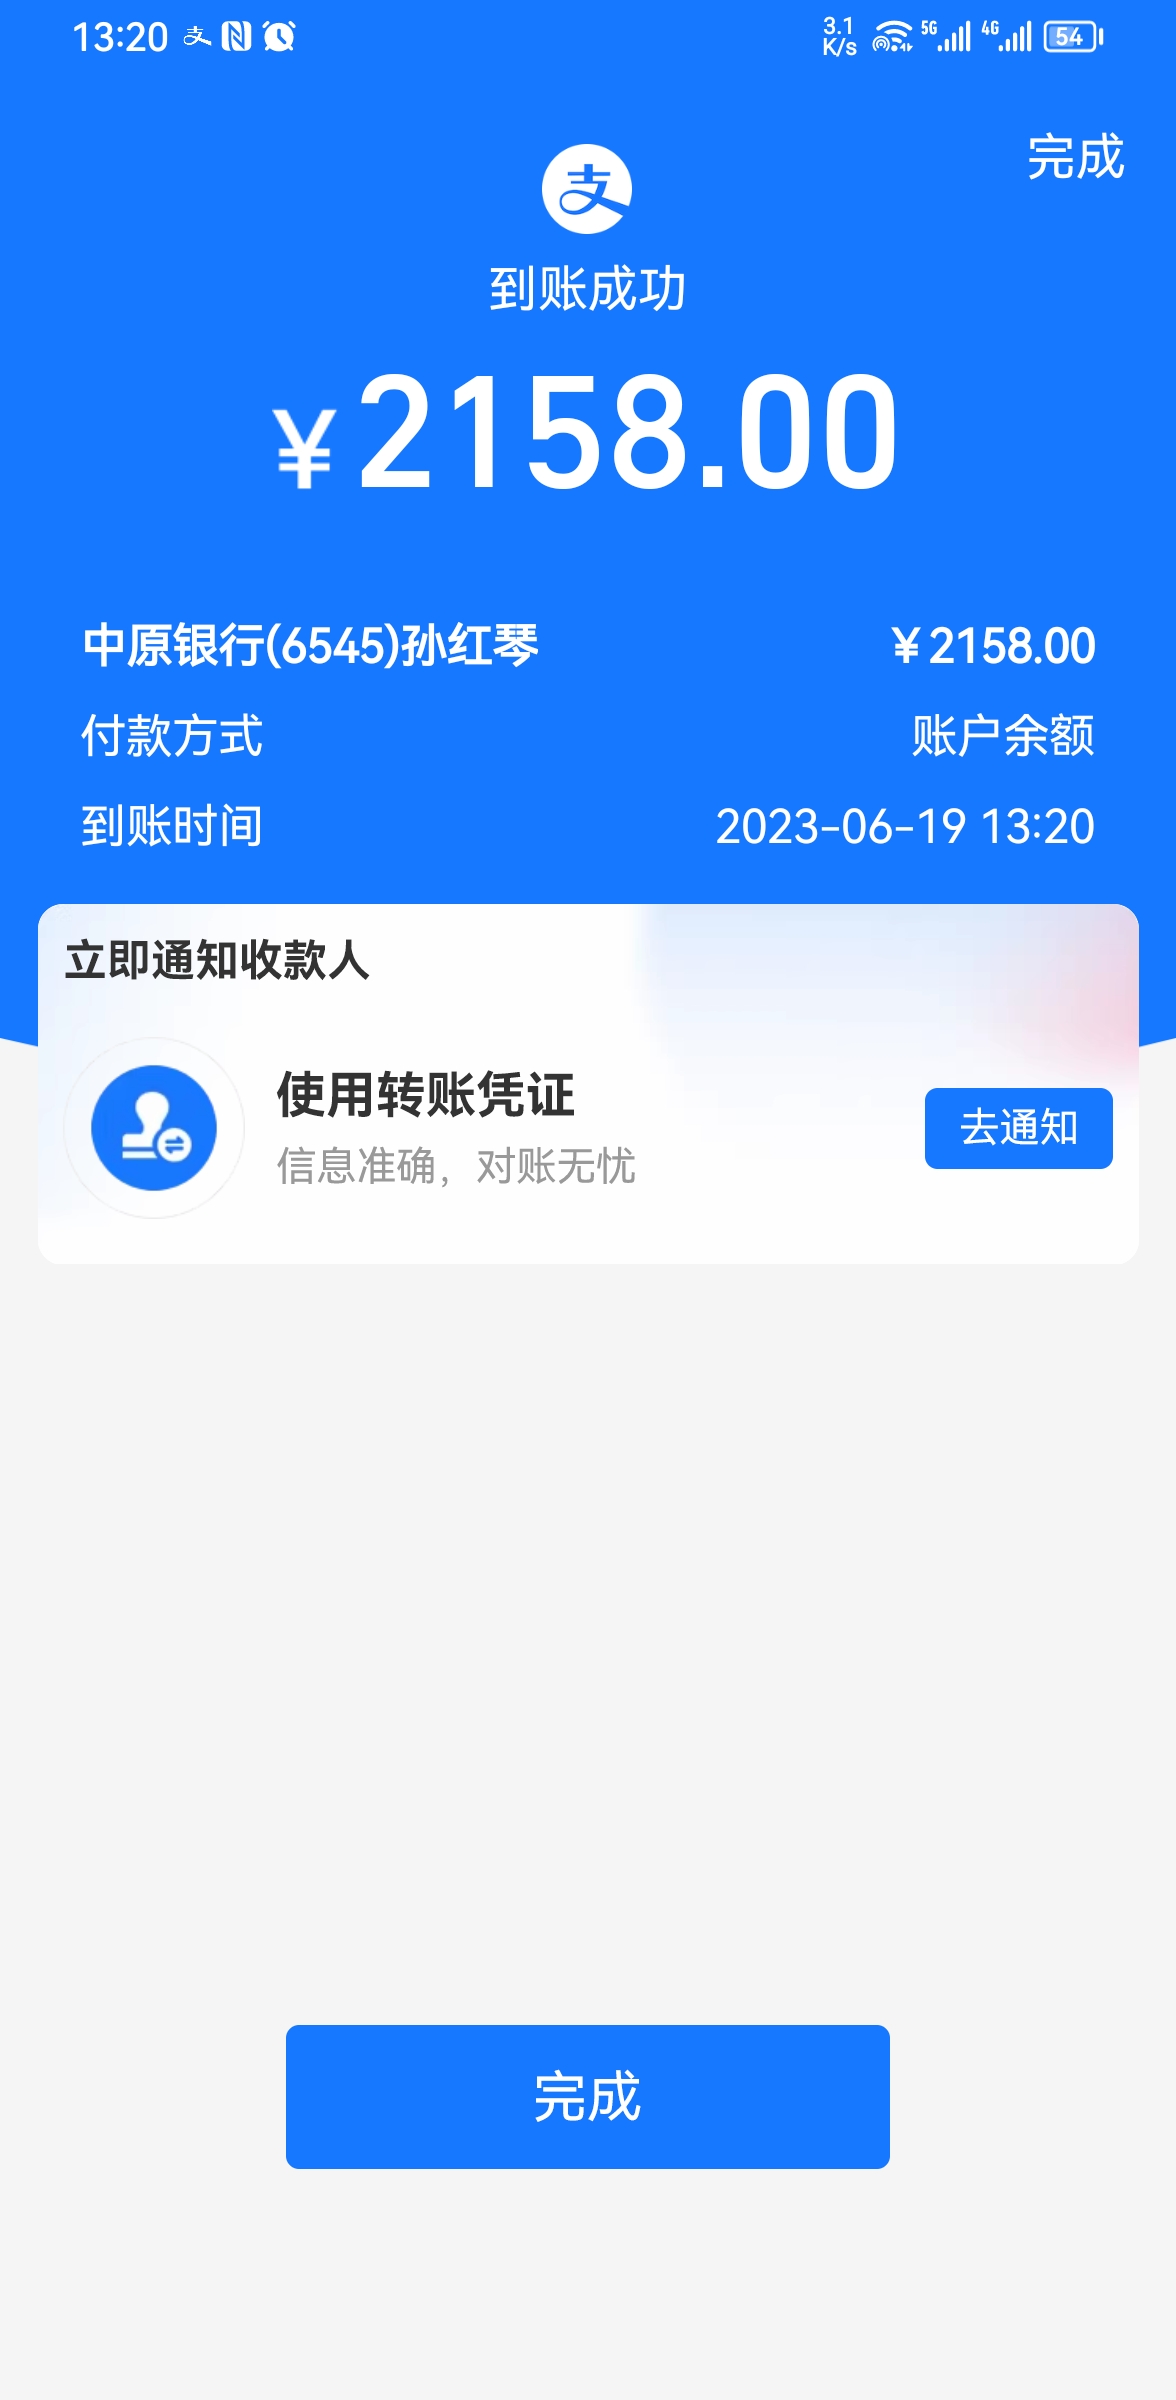 13:20
3.1 K/s 5G 4G 54
完成
支
到账成功
¥2158.00
中原银行(6545)孙红琴 ¥2158.00
付款方式 账户余额
到账时间 2023-06-19 13:20
立即通知收款人
使用转账凭证
信息准确，对账无忧
去通知
完成